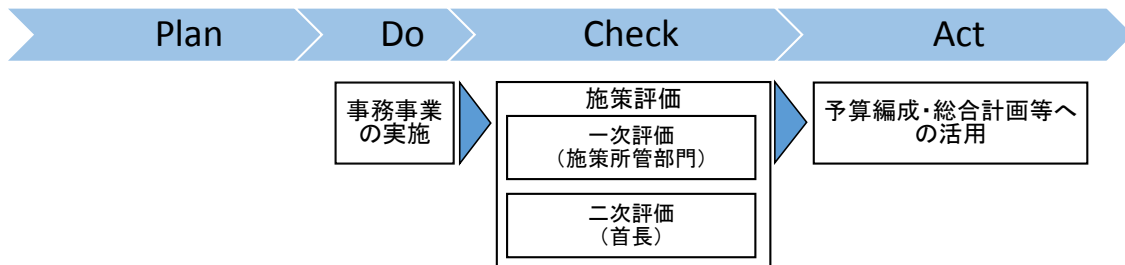 Plan
Do
Check
Act
事務事業
の実施
施策評価
一次評価
（施策所管部門）
二次評価
（首長）
予算編成・総合計画等へ
の活用